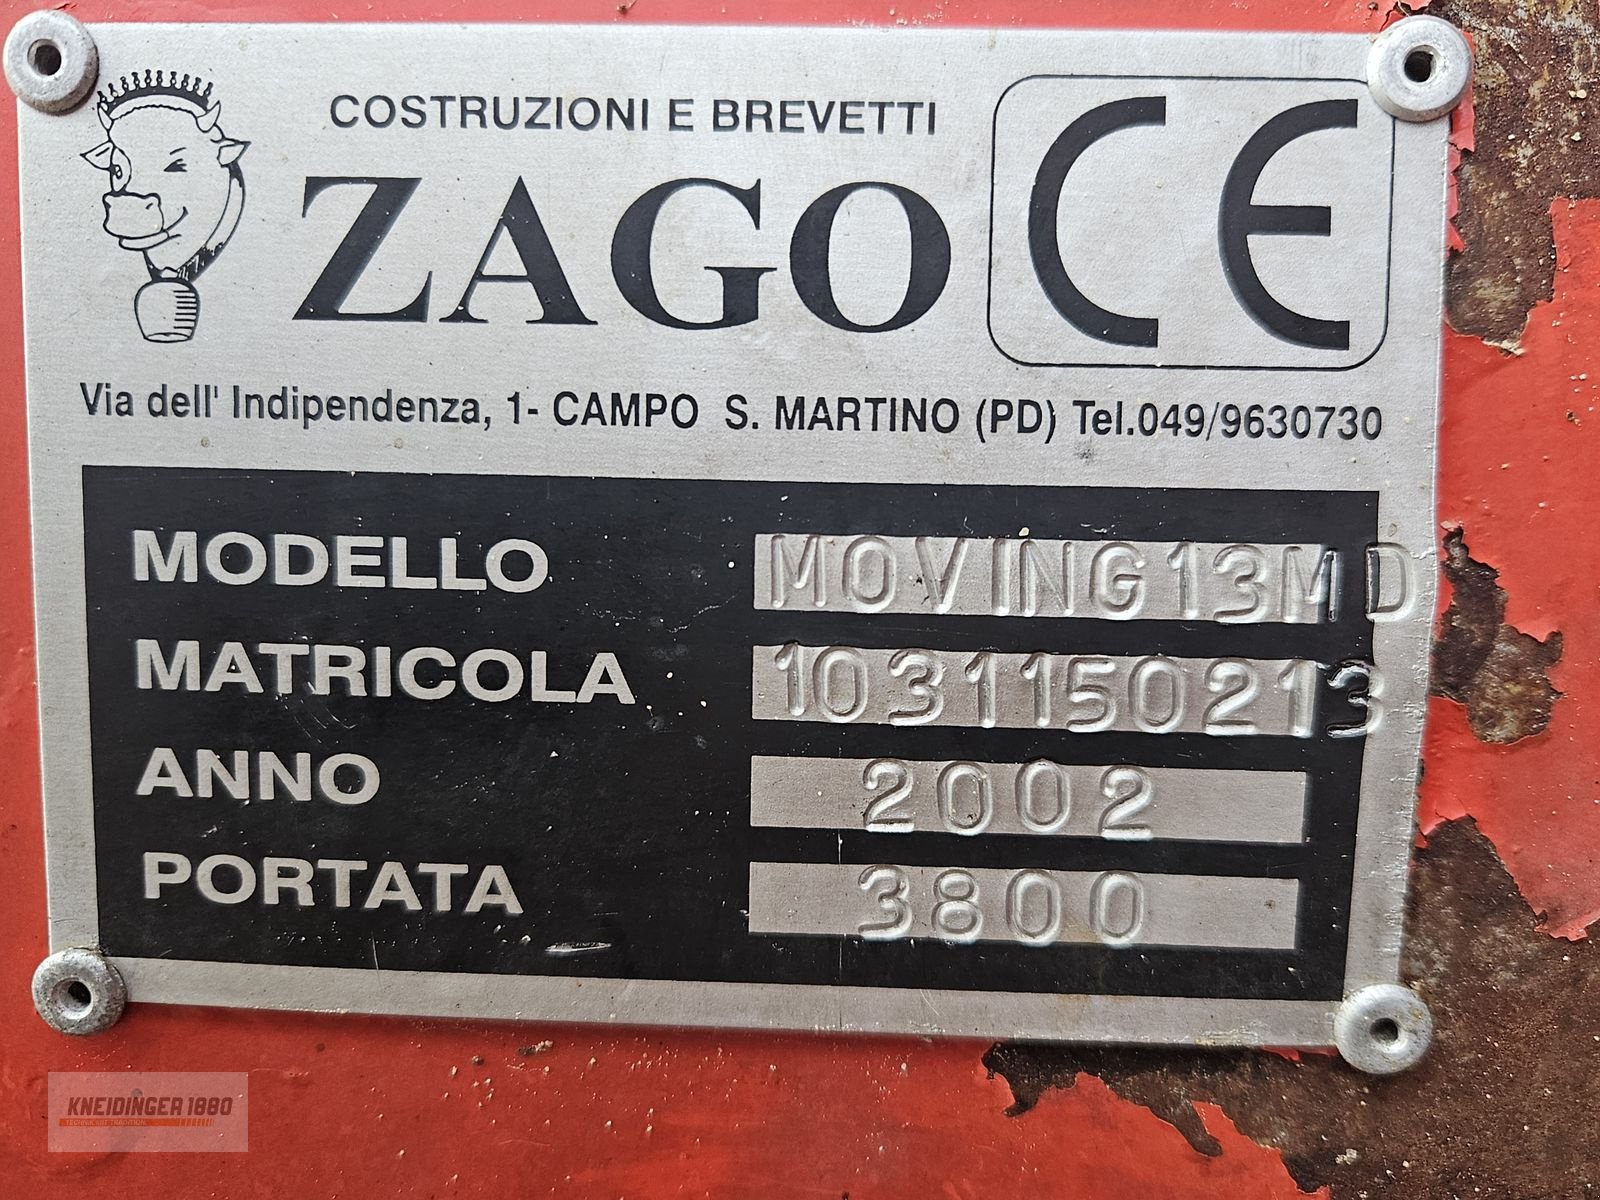 COSTRUZIONI E BREVETTI
ZAGO
CE
Via dell' Indipendenza, 1- CAMPO S. MARTINO (PD) Tel.049/9630730
MODELLO MOVING13MD
MATRICOLA 1031150213
ANNO 2002
PORTATA 3800
KNEIDINGER 1880